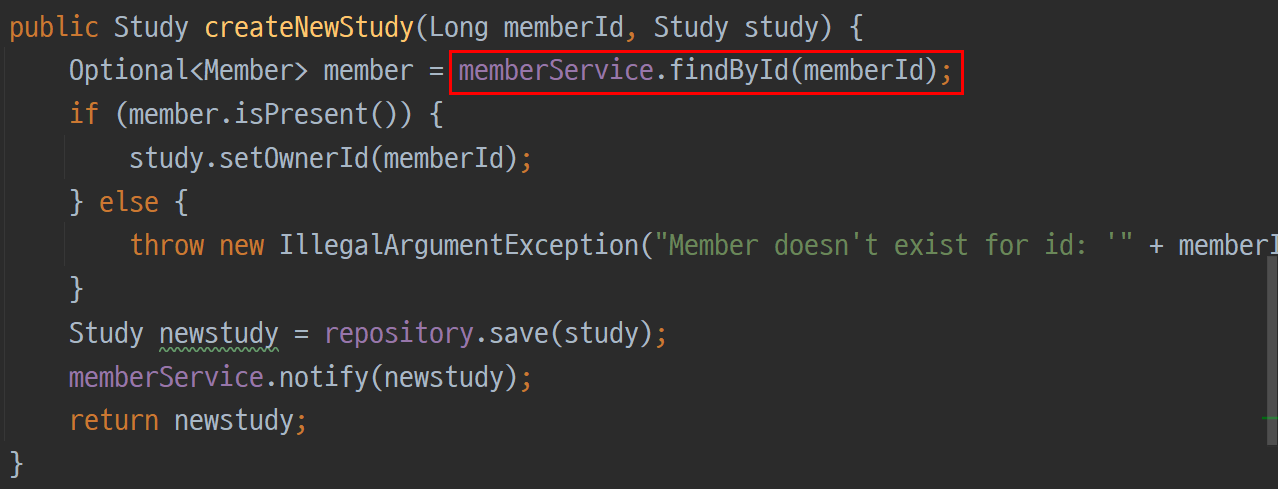 public Study createNewStudy(Long memberId, Study study) {
Optional<Member> member = memberService.findById(memberId);
if (member.isPresent()) {
study.setOwnerId(memberId);
} else {
throw new IllegalArgumentException("Member doesn't exist for id: '" + memberI
}
Study newstudy = repository.save(study);
memberService.notify(newstudy);
return newstudy;
}